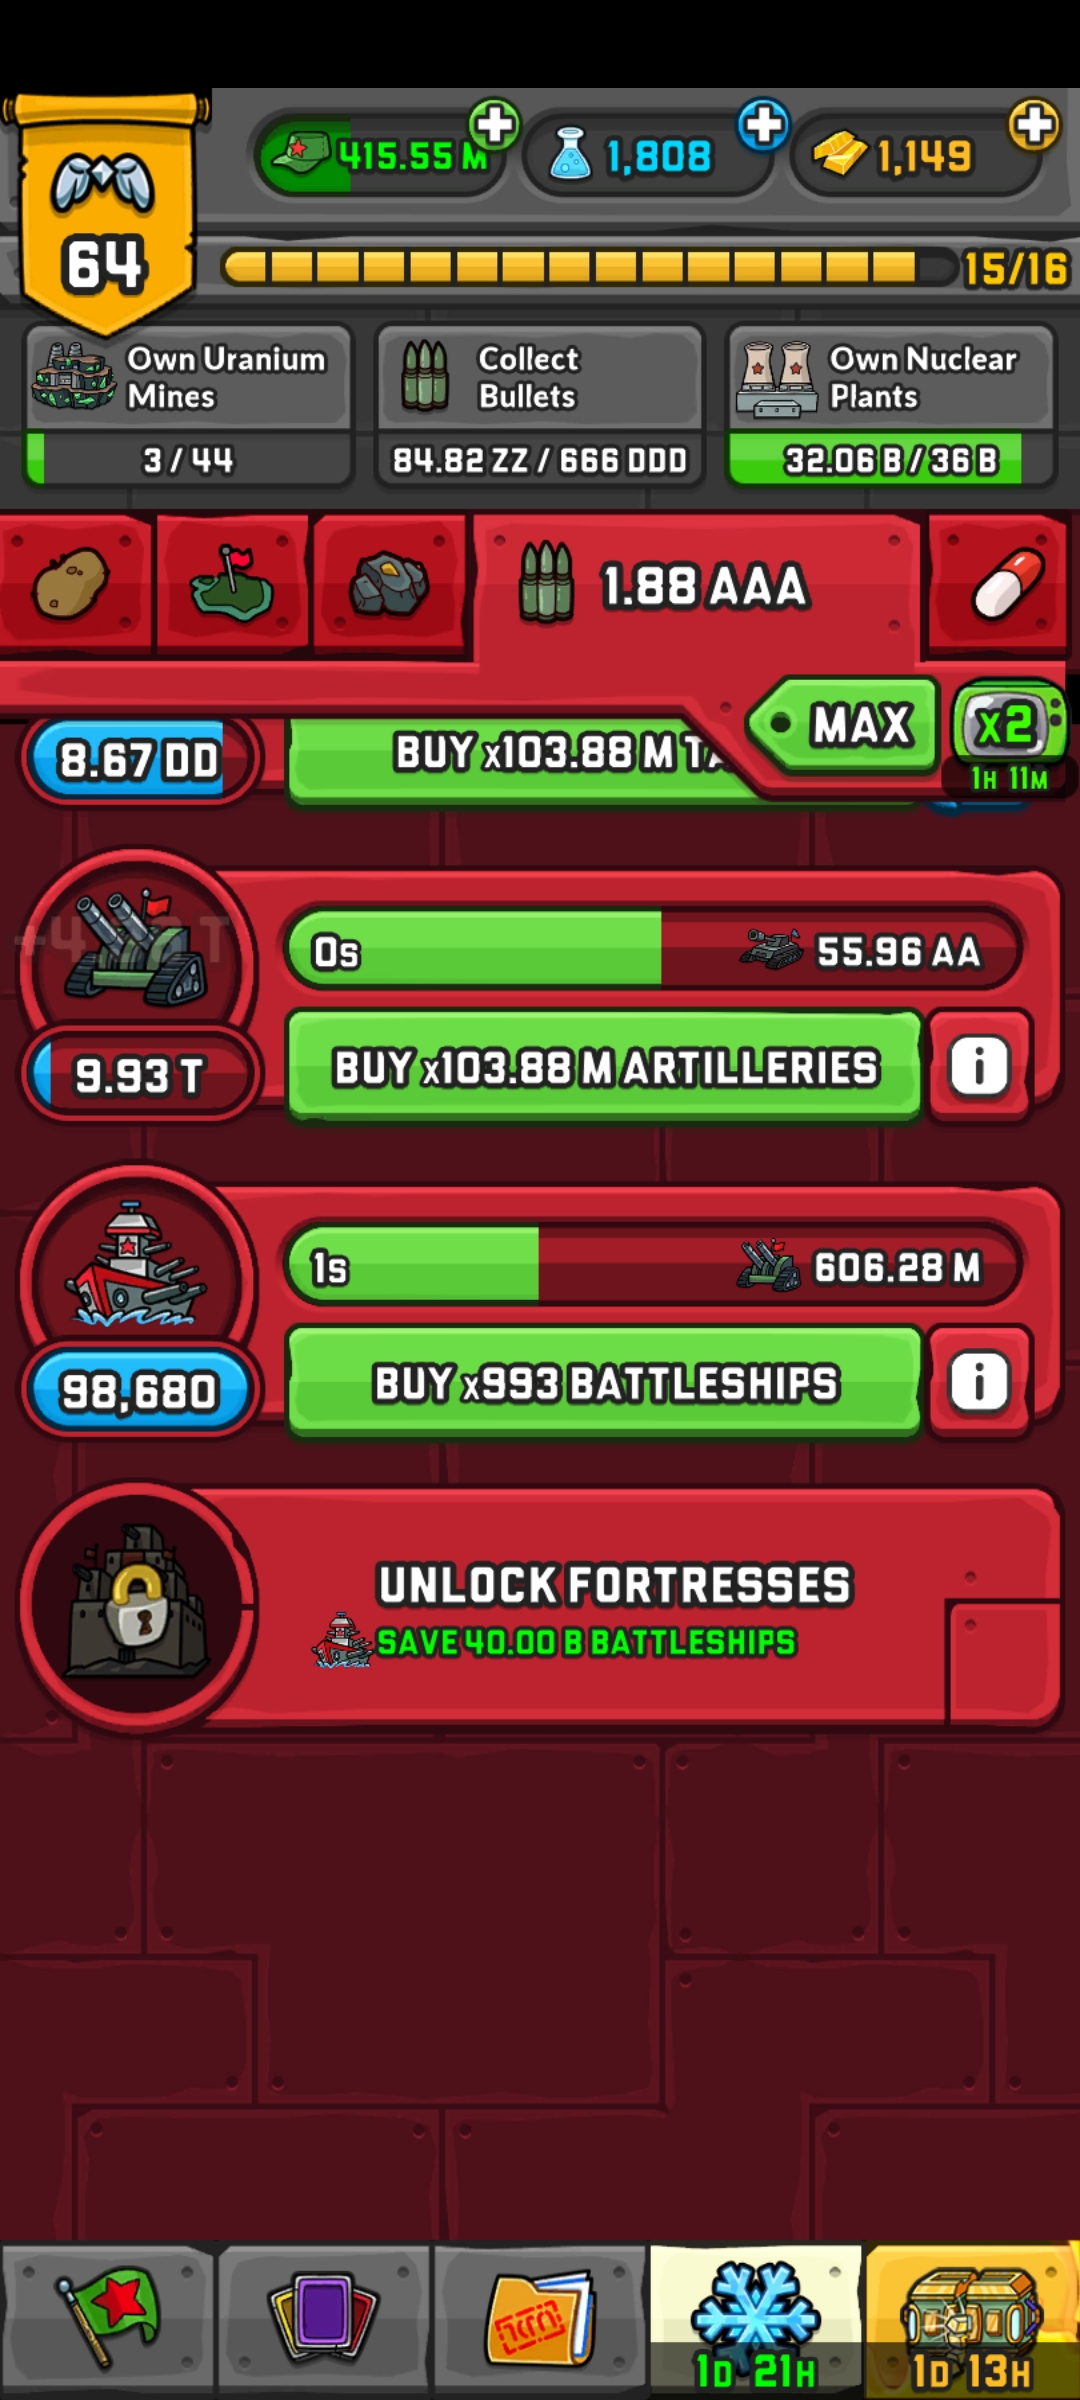 415.55 M
1,808
1,149
64
15/16
Own Uranium
Mines
3 / 44
Collect
Bullets
84.82 ZZ / 666 DDD
Own Nuclear
Plants
32.06 B / 36 B
1.88 AAA
MAX
X2
1H 11M
8.67 DD
BUY x103.88 M
0s
55.96 AA
9.93 T
BUY x103.88 M ARTILLERIES
i
1s
606.28 M
98,680
BUY x993 BATTLESHIPS
i
UNLOCK FORTRESSES
SAVE 40.00 B BATTLESHIPS
1D 21H
1D 13H